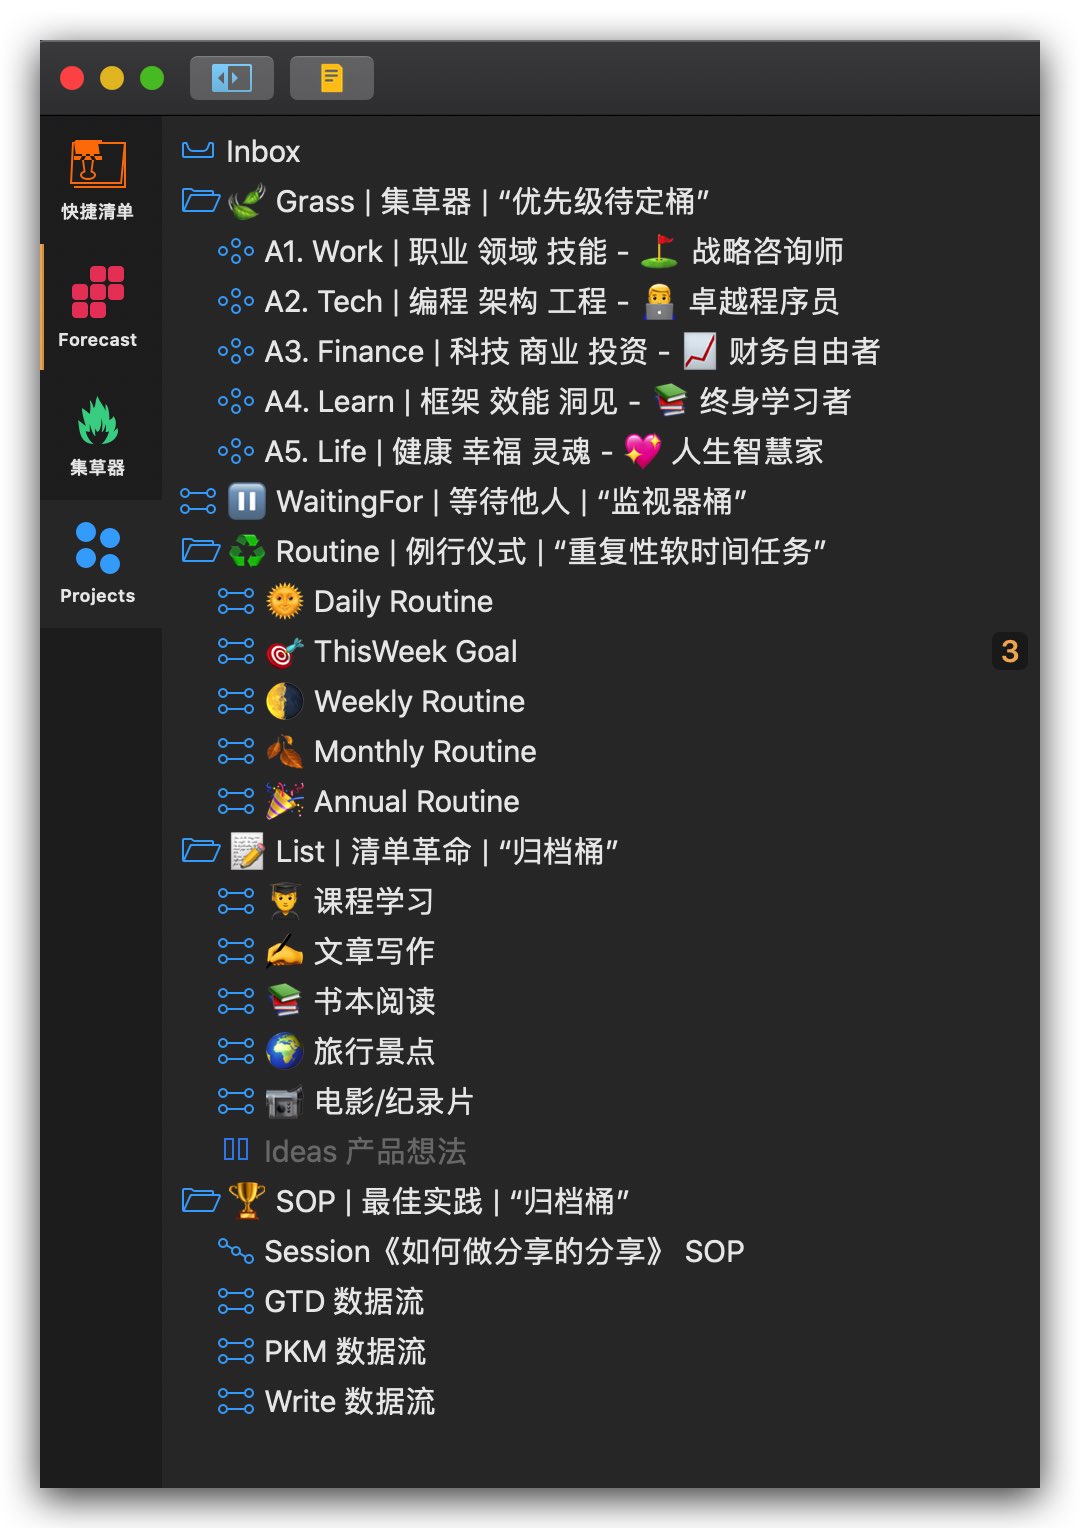 快捷清单
Forecast
集草器
Projects
Inbox
🌿 Grass | 集草器 | “优先级待定桶”
A1. Work | 职业 领域 技能 - ⛳ 战略咨询师
A2. Tech | 编程 架构 工程 - 👨‍💻 卓越程序员
A3. Finance | 科技 商业 投资 - 📈 财务自由者
A4. Learn | 框架 效能 洞见 - 📚 终身学习者
A5. Life | 健康 幸福 灵魂 - 💖 人生智慧家
⏸️ WaitingFor | 等待他人 | “监视器桶”
♻️ Routine | 例行仪式 | “重复性软时间任务”
🌞 Daily Routine
🎯 ThisWeek Goal 3
🌗 Weekly Routine
🍂 Monthly Routine
🎉 Annual Routine
📝 List | 清单革命 | “归档桶”
👨‍🎓 课程学习
✍️ 文章写作
📚 书本阅读
🌍 旅行景点
📹 电影/纪录片
Ideas 产品想法
🏆 SOP | 最佳实践 | “归档桶”
Session《如何做分享的分享》 SOP
GTD 数据流
PKM 数据流
Write 数据流